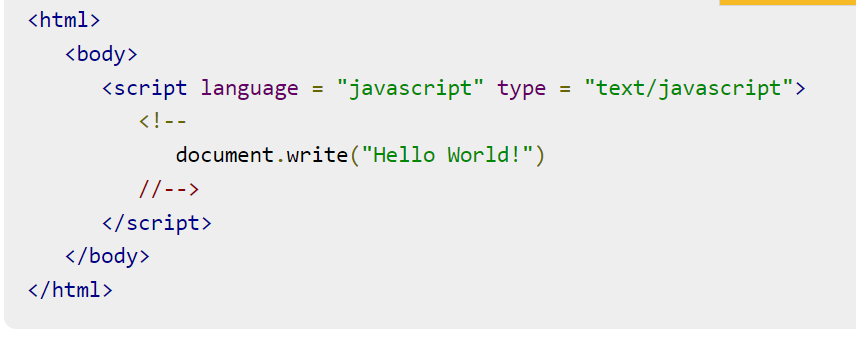 <html>
<body>
<script language = "javascript" type = "text/javascript">
<!--
document.write("Hello World!")
//-->
</script>
</body>
</html>